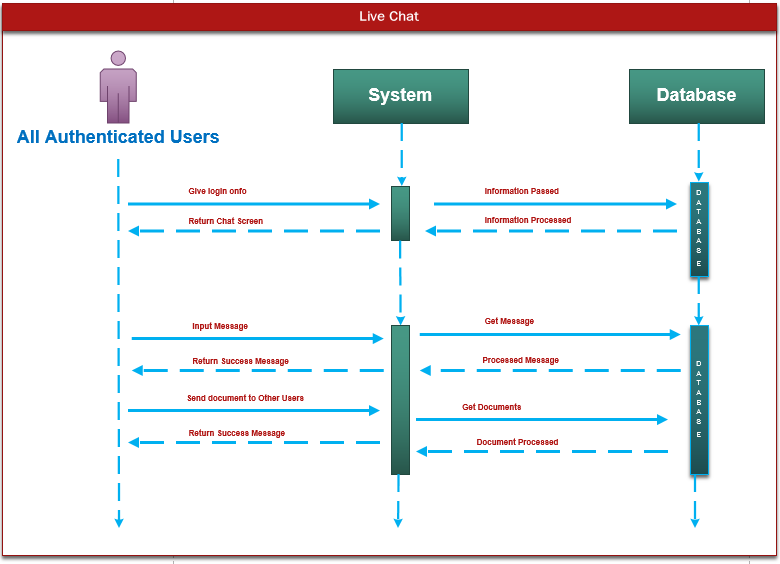 Live Chat
System
Database
All Authenticated Users
Give login onfo
Information Passed
DATABASE
Return Chat Screen
Information Processed
Input Message
Get Message
Return Success Message
Processed Message
DATABASE
Send document to Other Users
Get Documents
Return Success Message
Document Processed